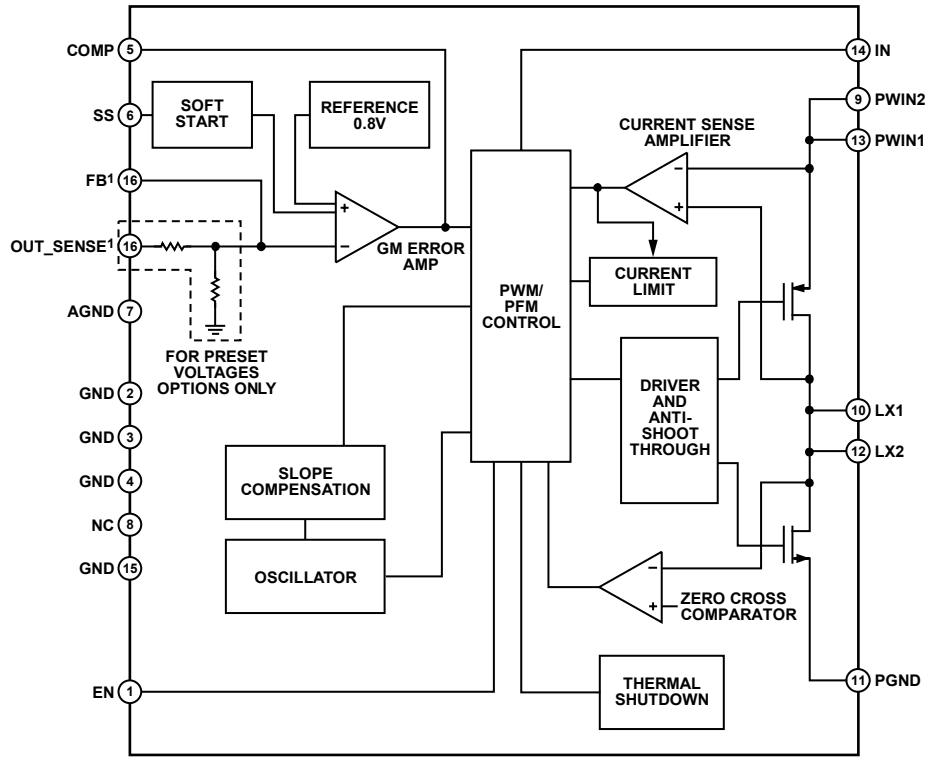 COMP 5
SS 6
SOFT
START
REFERENCE
0.8V
FB1 16
OUT_SENSE1 16
AGND 7
FOR PRESET
VOLTAGES
OPTIONS ONLY
GND 2
GND 3
GND 4
NC 8
GND 15
EN 1
+
−
GM ERROR
AMP
SLOPE
COMPENSATION
OSCILLATOR
PWM/
PFM
CONTROL
CURRENT SENSE
AMPLIFIER
−
+
CURRENT
LIMIT
DRIVER
AND
ANTI-
SHOOT
THROUGH
−
+
ZERO CROSS
COMPARATOR
THERMAL
SHUTDOWN
14 IN
9 PWIN2
13 PWIN1
10 LX1
12 LX2
11 PGND